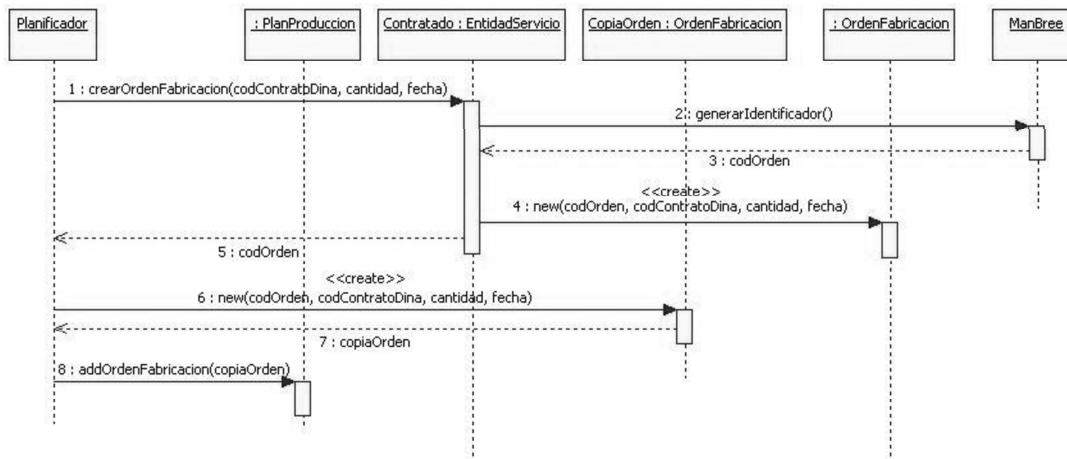 Planificador
: PlanProduccion
Contratado : EntidadServicio
CopiaOrden : OrdenFabricacion
: OrdenFabricacion
ManBree
1 : crearOrdenFabricacion(codContratoDina, cantidad, fecha)
2 : generarIdentificador()
3 : codOrden
<<create>>
4 : new(codOrden, codContratoDina, cantidad, fecha)
5 : codOrden
<<create>>
6 : new(codOrden, codContratoDina, cantidad, fecha)
7 : copiaOrden
8 : addOrdenFabricacion(copiaOrden)